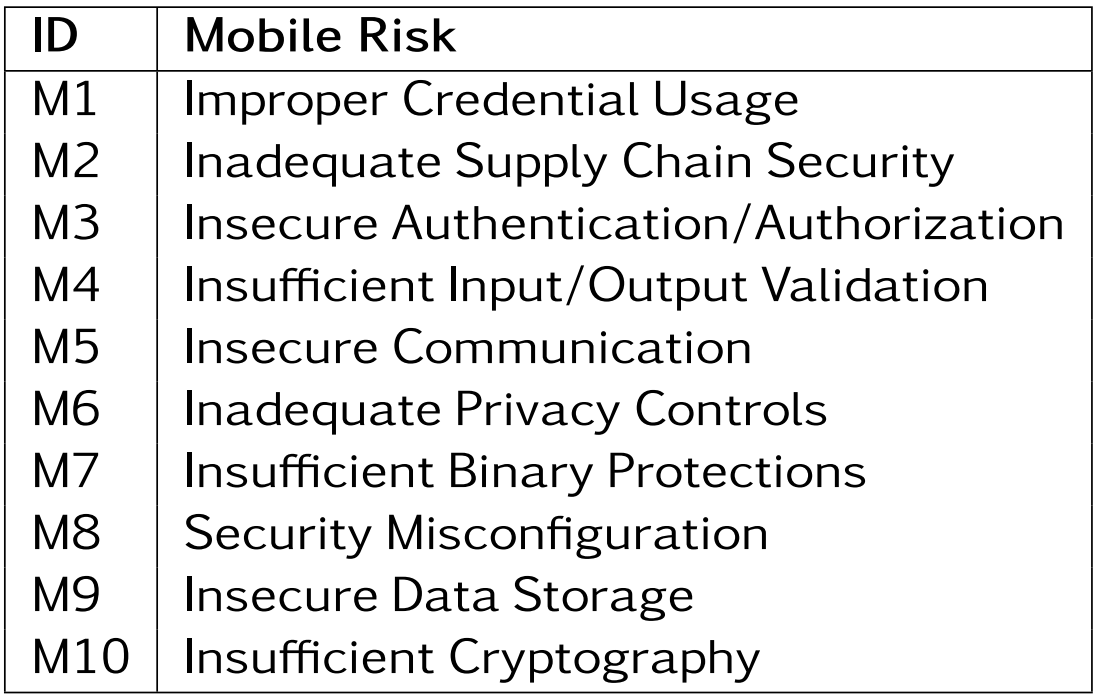 ID Mobile Risk
M1 Improper Credential Usage
M2 Inadequate Supply Chain Security
M3 Insecure Authentication/Authorization
M4 Insufficient Input/Output Validation
M5 Insecure Communication
M6 Inadequate Privacy Controls
M7 Insufficient Binary Protections
M8 Security Misconfiguration
M9 Insecure Data Storage
M10 Insufficient Cryptography